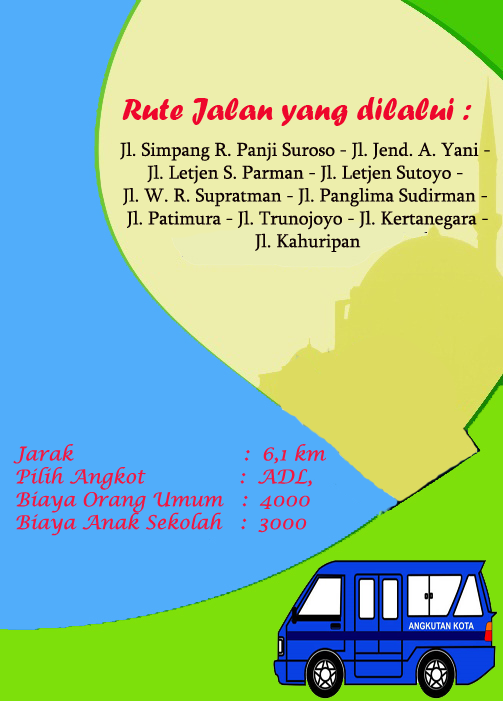 Rute Jalan yang dilalui :
Jl. Simpang R. Panji Suroso - Jl. Jend. A. Yani -
Jl. Letjen S. Parman - Jl. Letjen Sutoyo -
Jl. W. R. Supratman - Jl. Panglima Sudirman -
Jl. Patimura - Jl. Trunojoyo - Jl. Kertanegara -
Jl. Kahuripan
Jarak : 6,1 km
Pilih Angkot : ADL,
Biaya Orang Umum : 4000
Biaya Anak Sekolah : 3000
ANGKUTAN KOTA